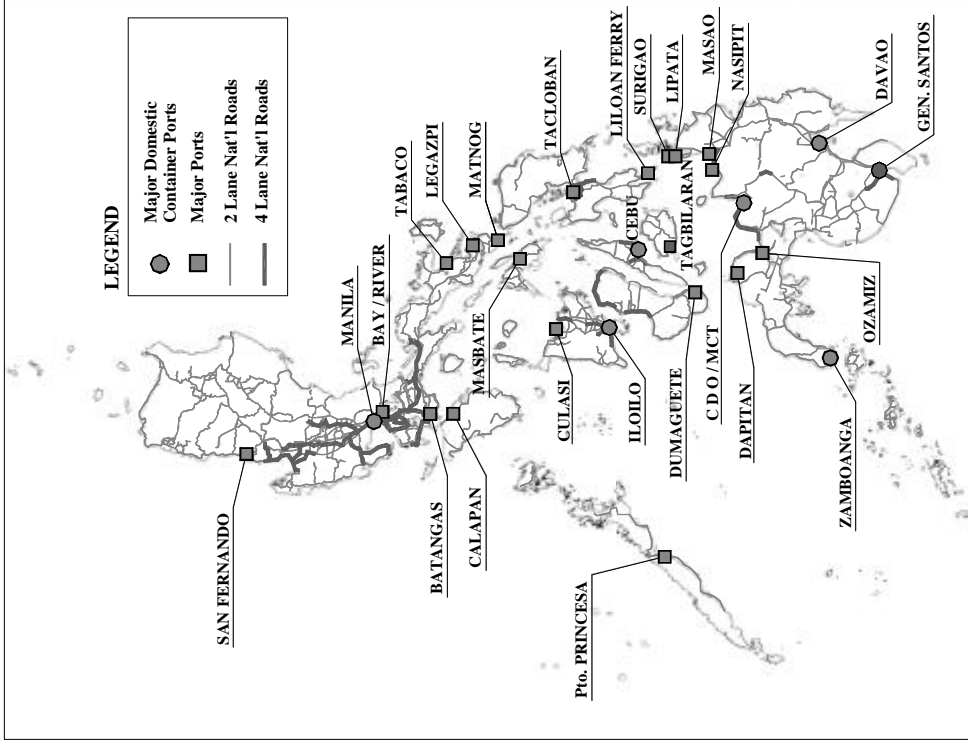 LEGEND
Major Domestic
Container Ports
Major Ports
2 Lane Nat'l Roads
4 Lane Nat'l Roads
SAN FERNANDO
MANILA
BAY / RIVER
BATANGAS
CALAPAN
TABACO
LEGAZPI
MATNOG
MASBATE
TACLOBAN
CULASI
ILOILO
CEBU
TAGBILARAN
DUMAGUETE
LILOAN FERRY
SURIGAO
LIPATA
MASAO
NASIPIT
C D O / MCT
DAPITAN
OZAMIZ
ZAMBOANGA
DAVAO
GEN. SANTOS
Pto. PRINCESA